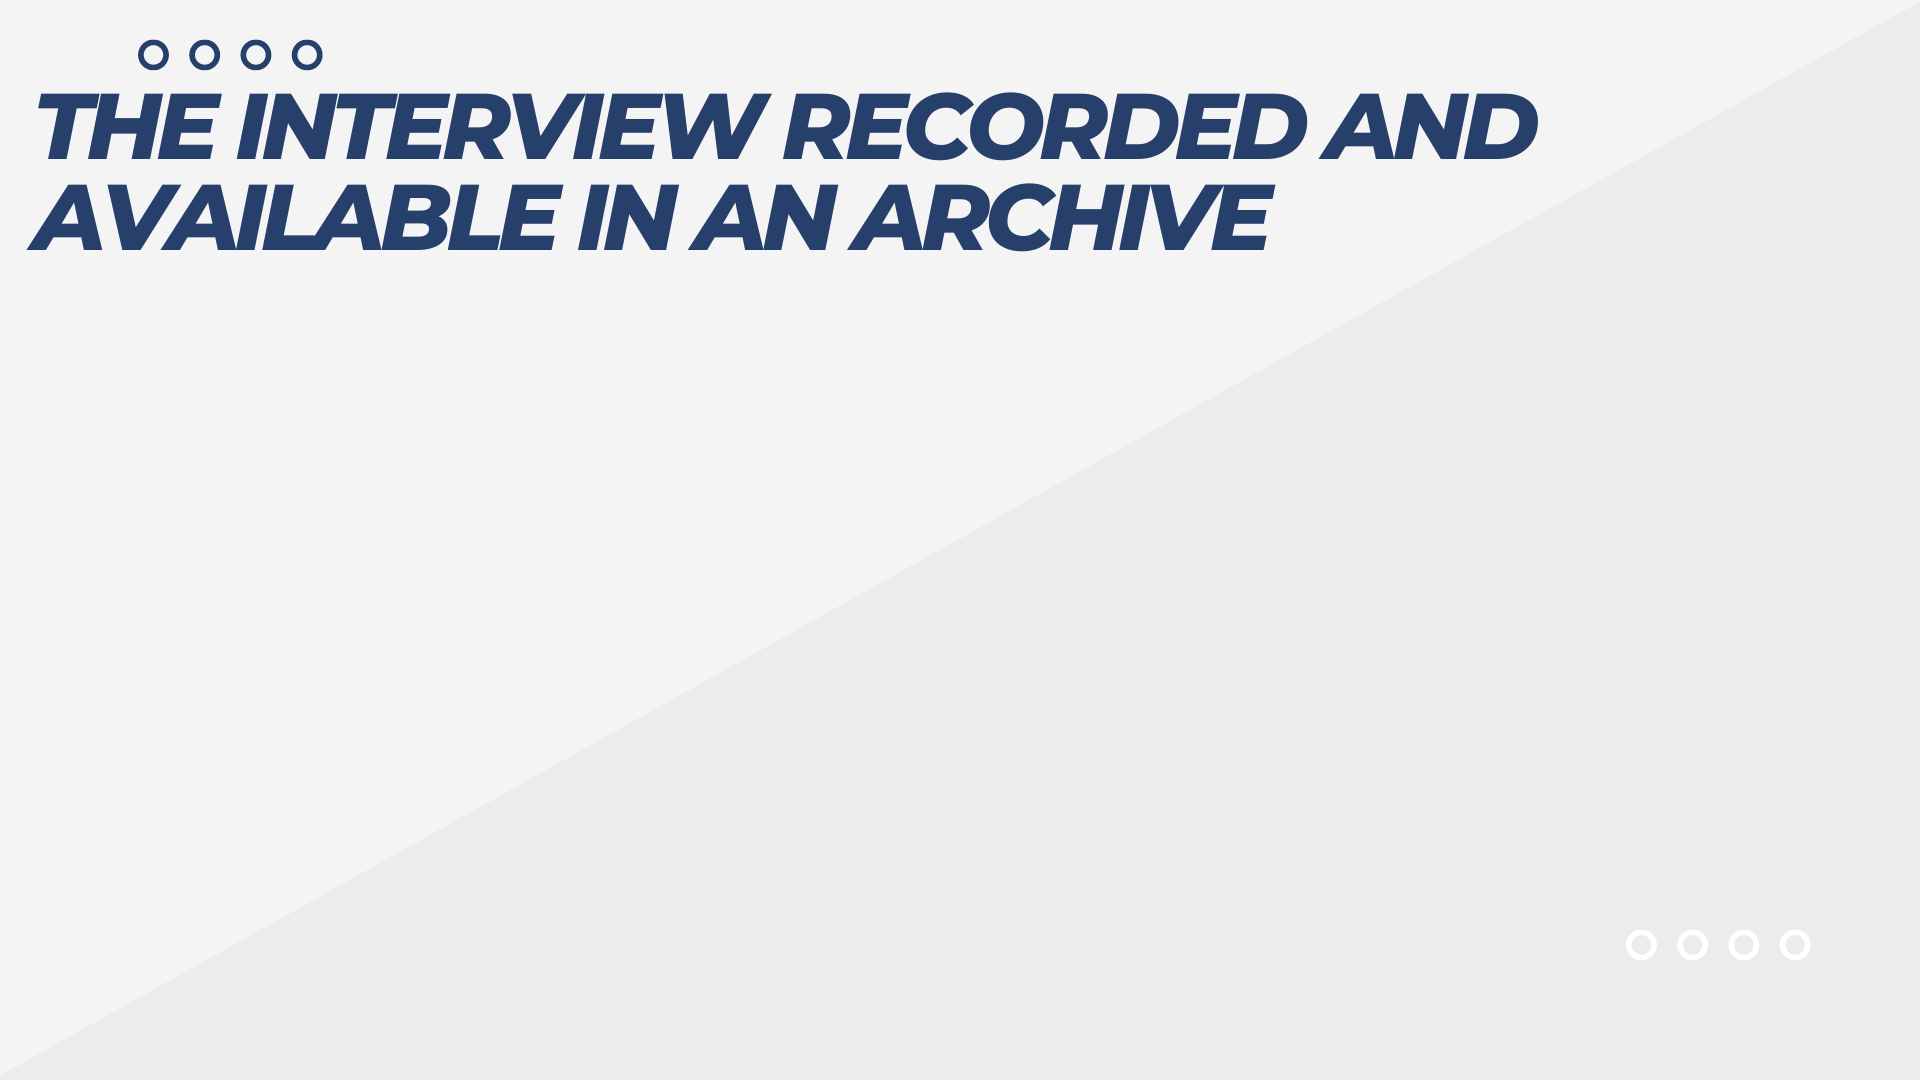 THE INTERVIEW RECORDED AND
AVAILABLE IN AN ARCHIVE